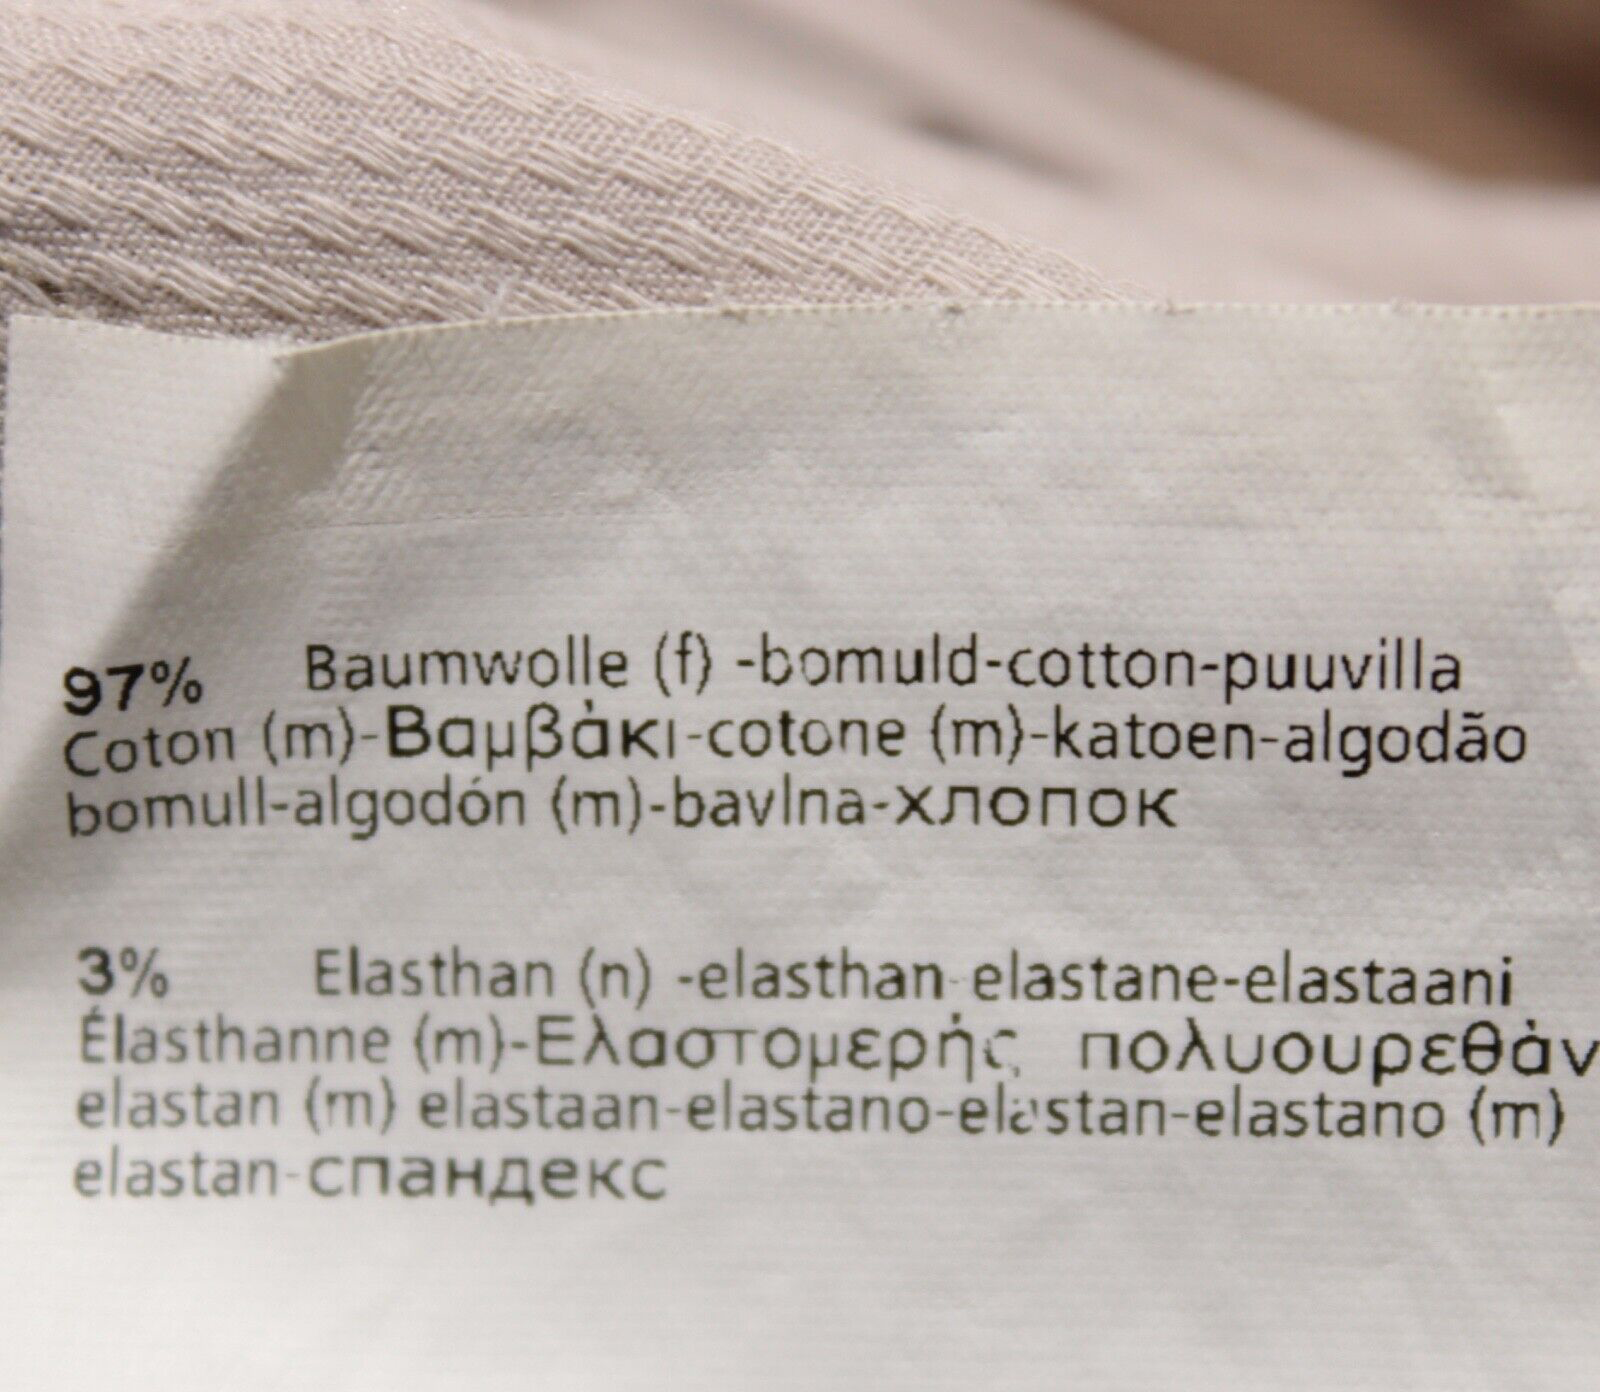 97% Baumwolle (f) -bomuld-cotton-puuvilla
Coton (m)-Βαμβάκι-cotone (m)-katoen-algodão
bomull-algodón (m)-bavlna-хлопок
3% Elasthan (n) -elasthan-elastane-elastaani
Élasthanne (m)-Ελαστομερής πολυουρεθάν
elastan (m) elastaan-elastano-elastan-elastano (m)
elastan-спандекс